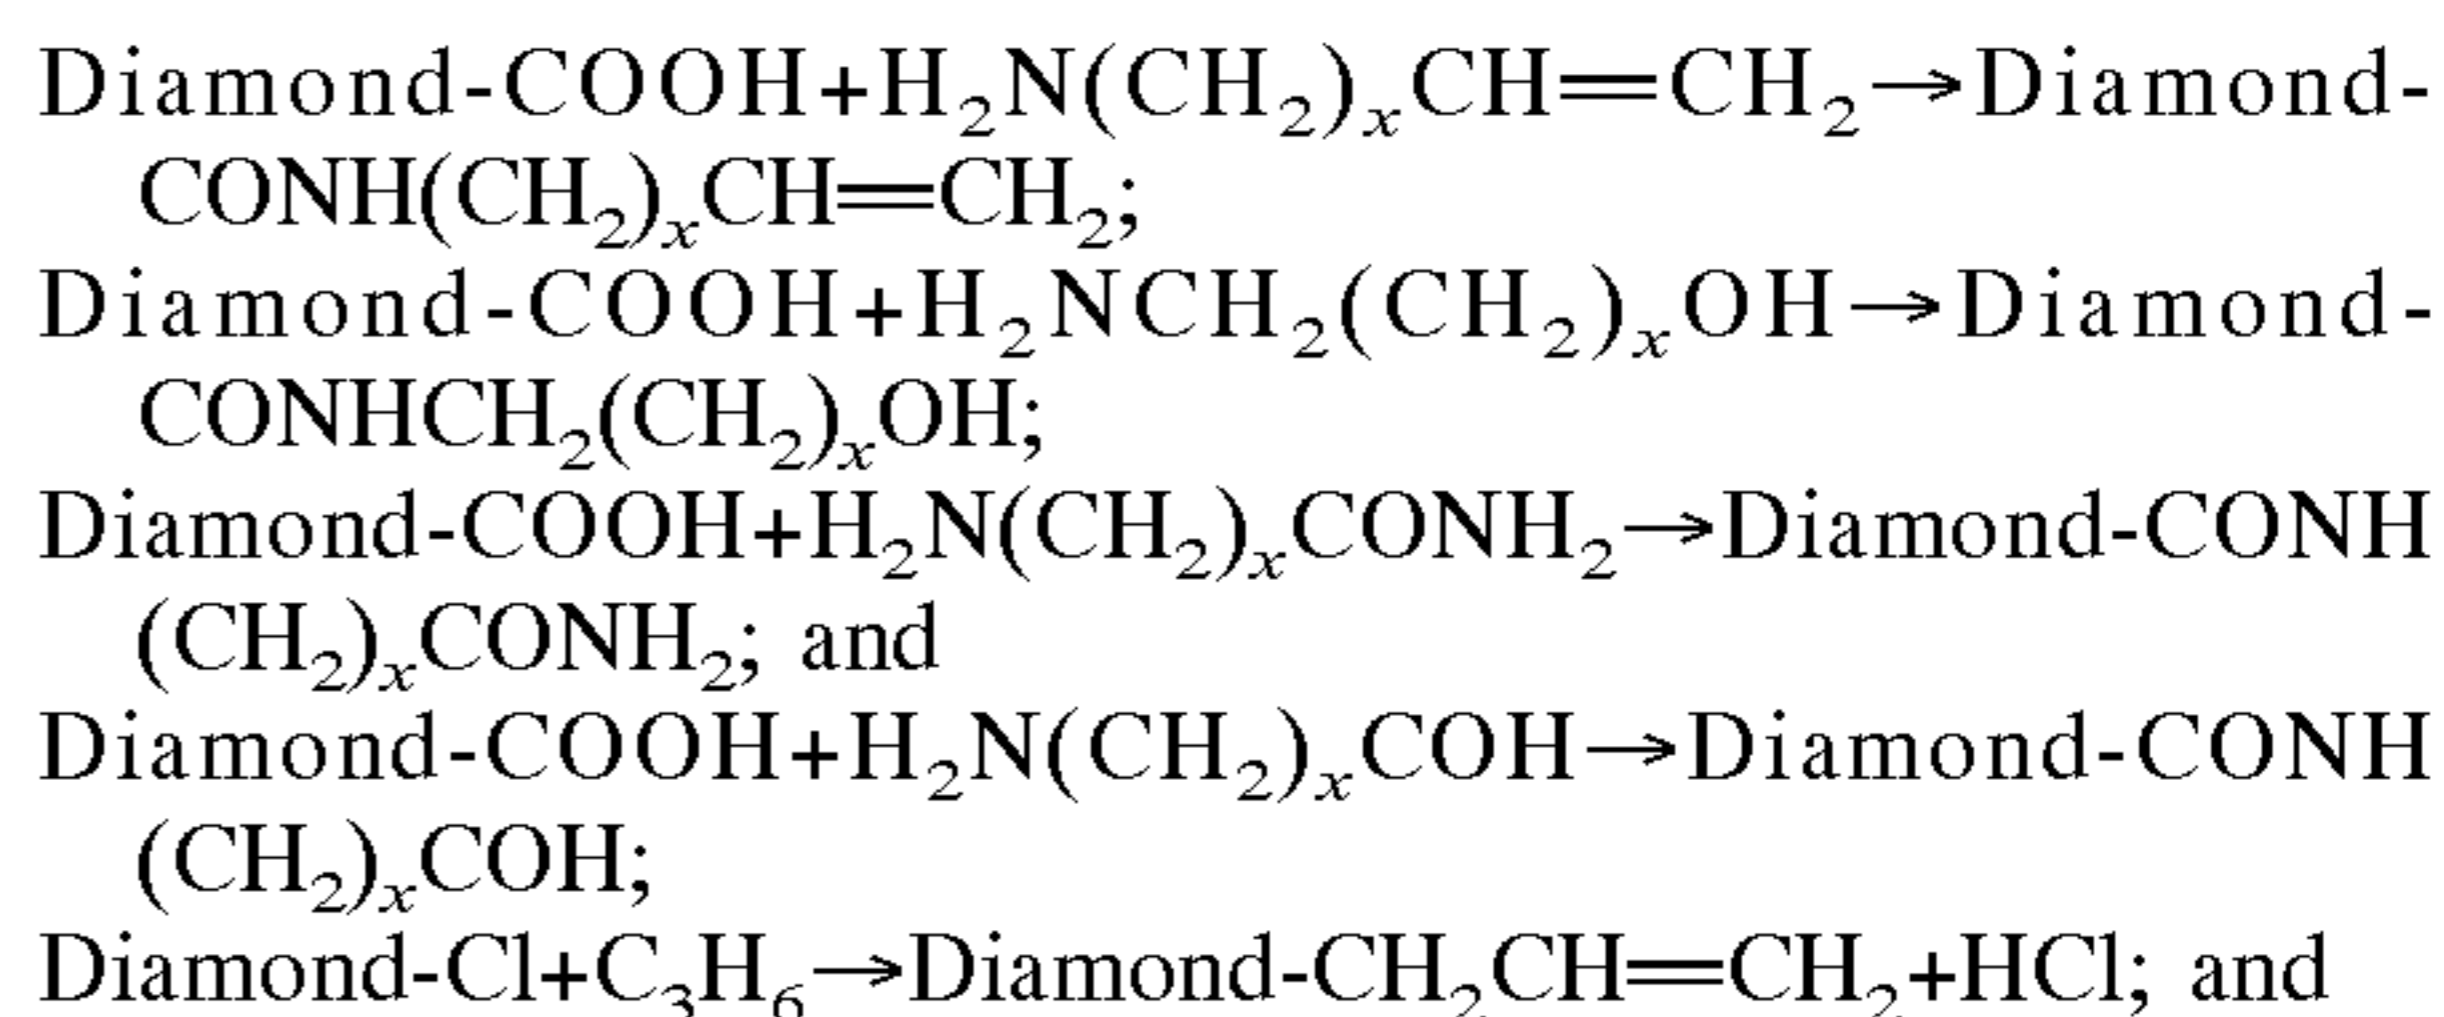 Diamond-COOH+H₂N(CH₂)ₓCH=CH₂→Diamond-
CONH(CH₂)ₓCH=CH₂;
Diamond-COOH+H₂NCH₂(CH₂)ₓOH→Diamond-
CONHCH₂(CH₂)ₓOH;
Diamond-COOH+H₂N(CH₂)ₓCONH₂→Diamond-CONH
(CH₂)ₓCONH₂; and
Diamond-COOH+H₂N(CH₂)ₓCOH→Diamond-CONH
(CH₂)ₓCOH;
Diamond-Cl+C₃H₆→Diamond-CH₂CH=CH₂+HCl; and